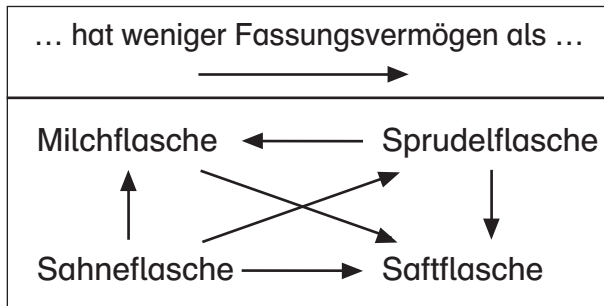 … hat weniger Fassungsvermögen als …
Milchflasche Sprudelflasche
Sahneflasche Saftflasche